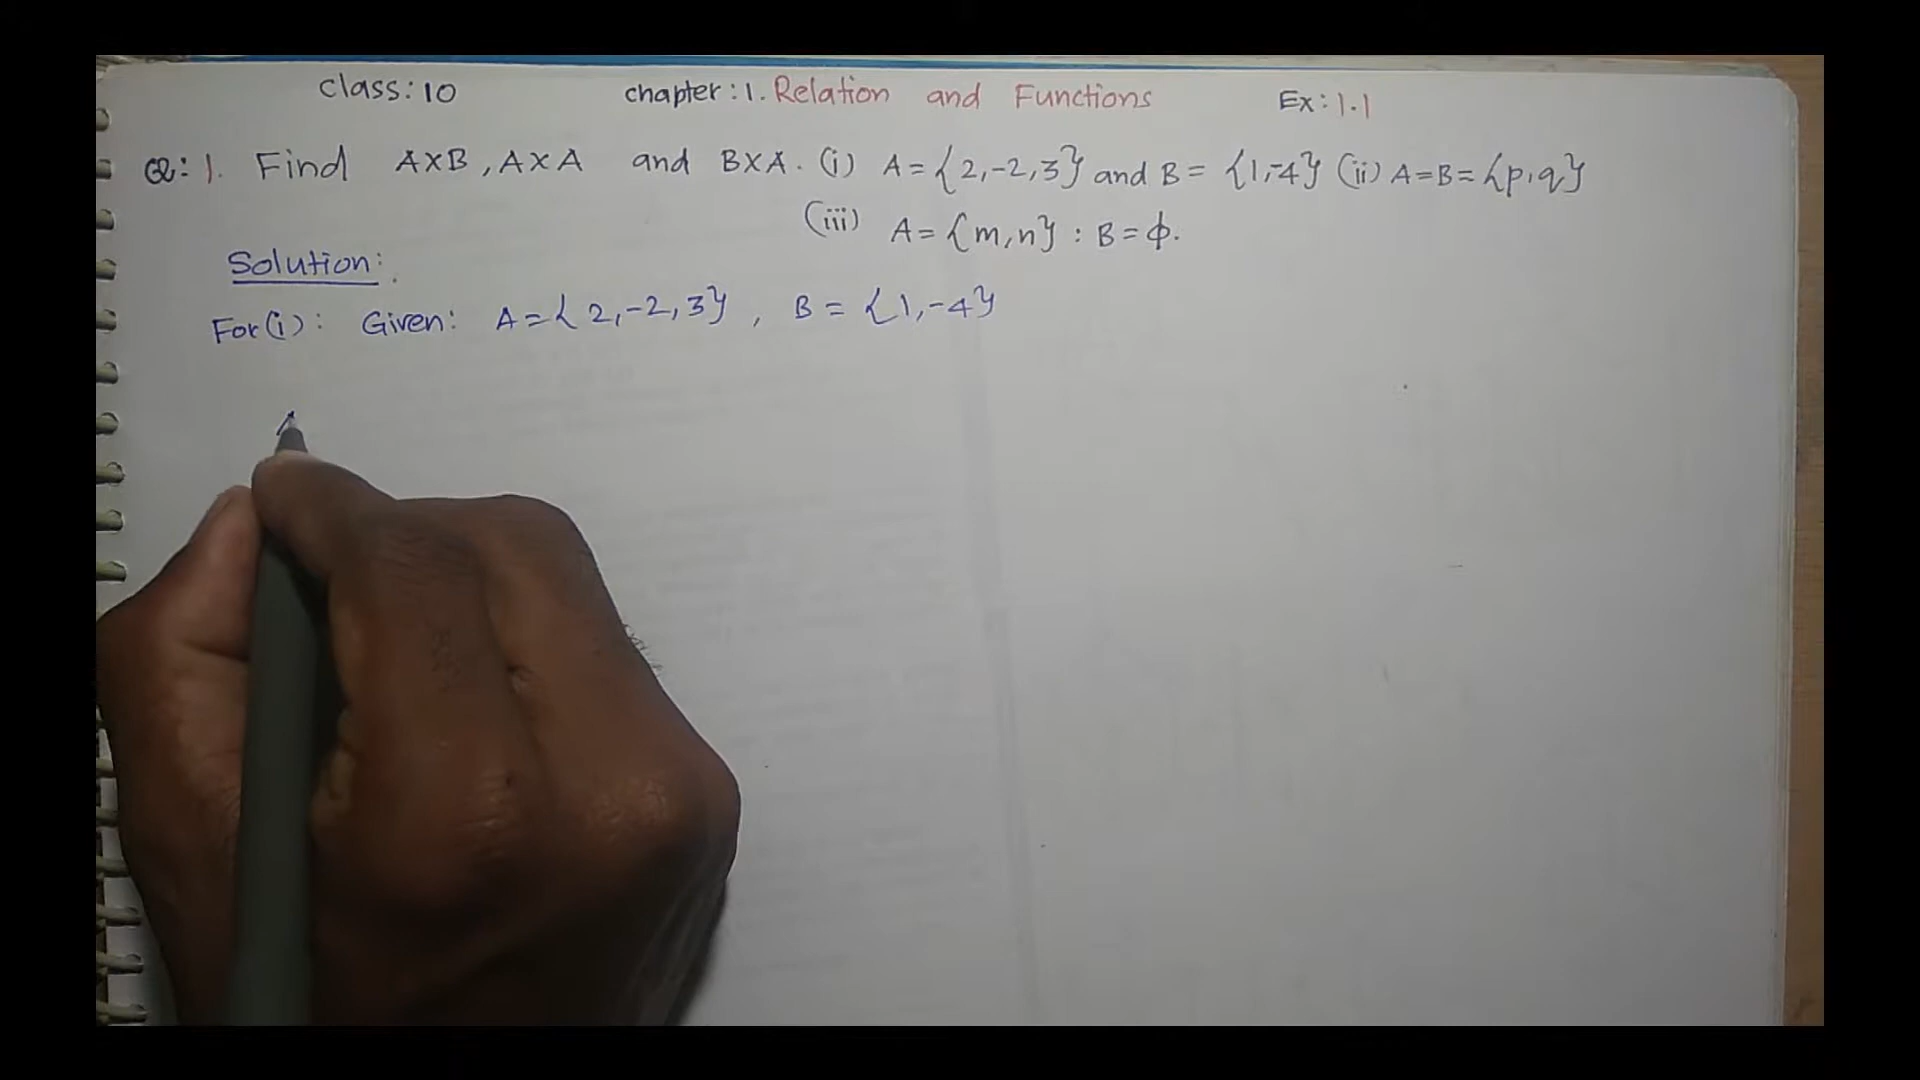 class: 10 chapter: 1. Relation and Functions Ex: 1.1
Q: 1. Find A×B, A×A and B×A. (i) A = {2,-2,3} and B = {1,-4} (ii) A=B= {p,q}
(iii) A= {m,n} : B = ϕ.
Solution:
For (i): Given: A={2,-2,3}, B = {1,-4}